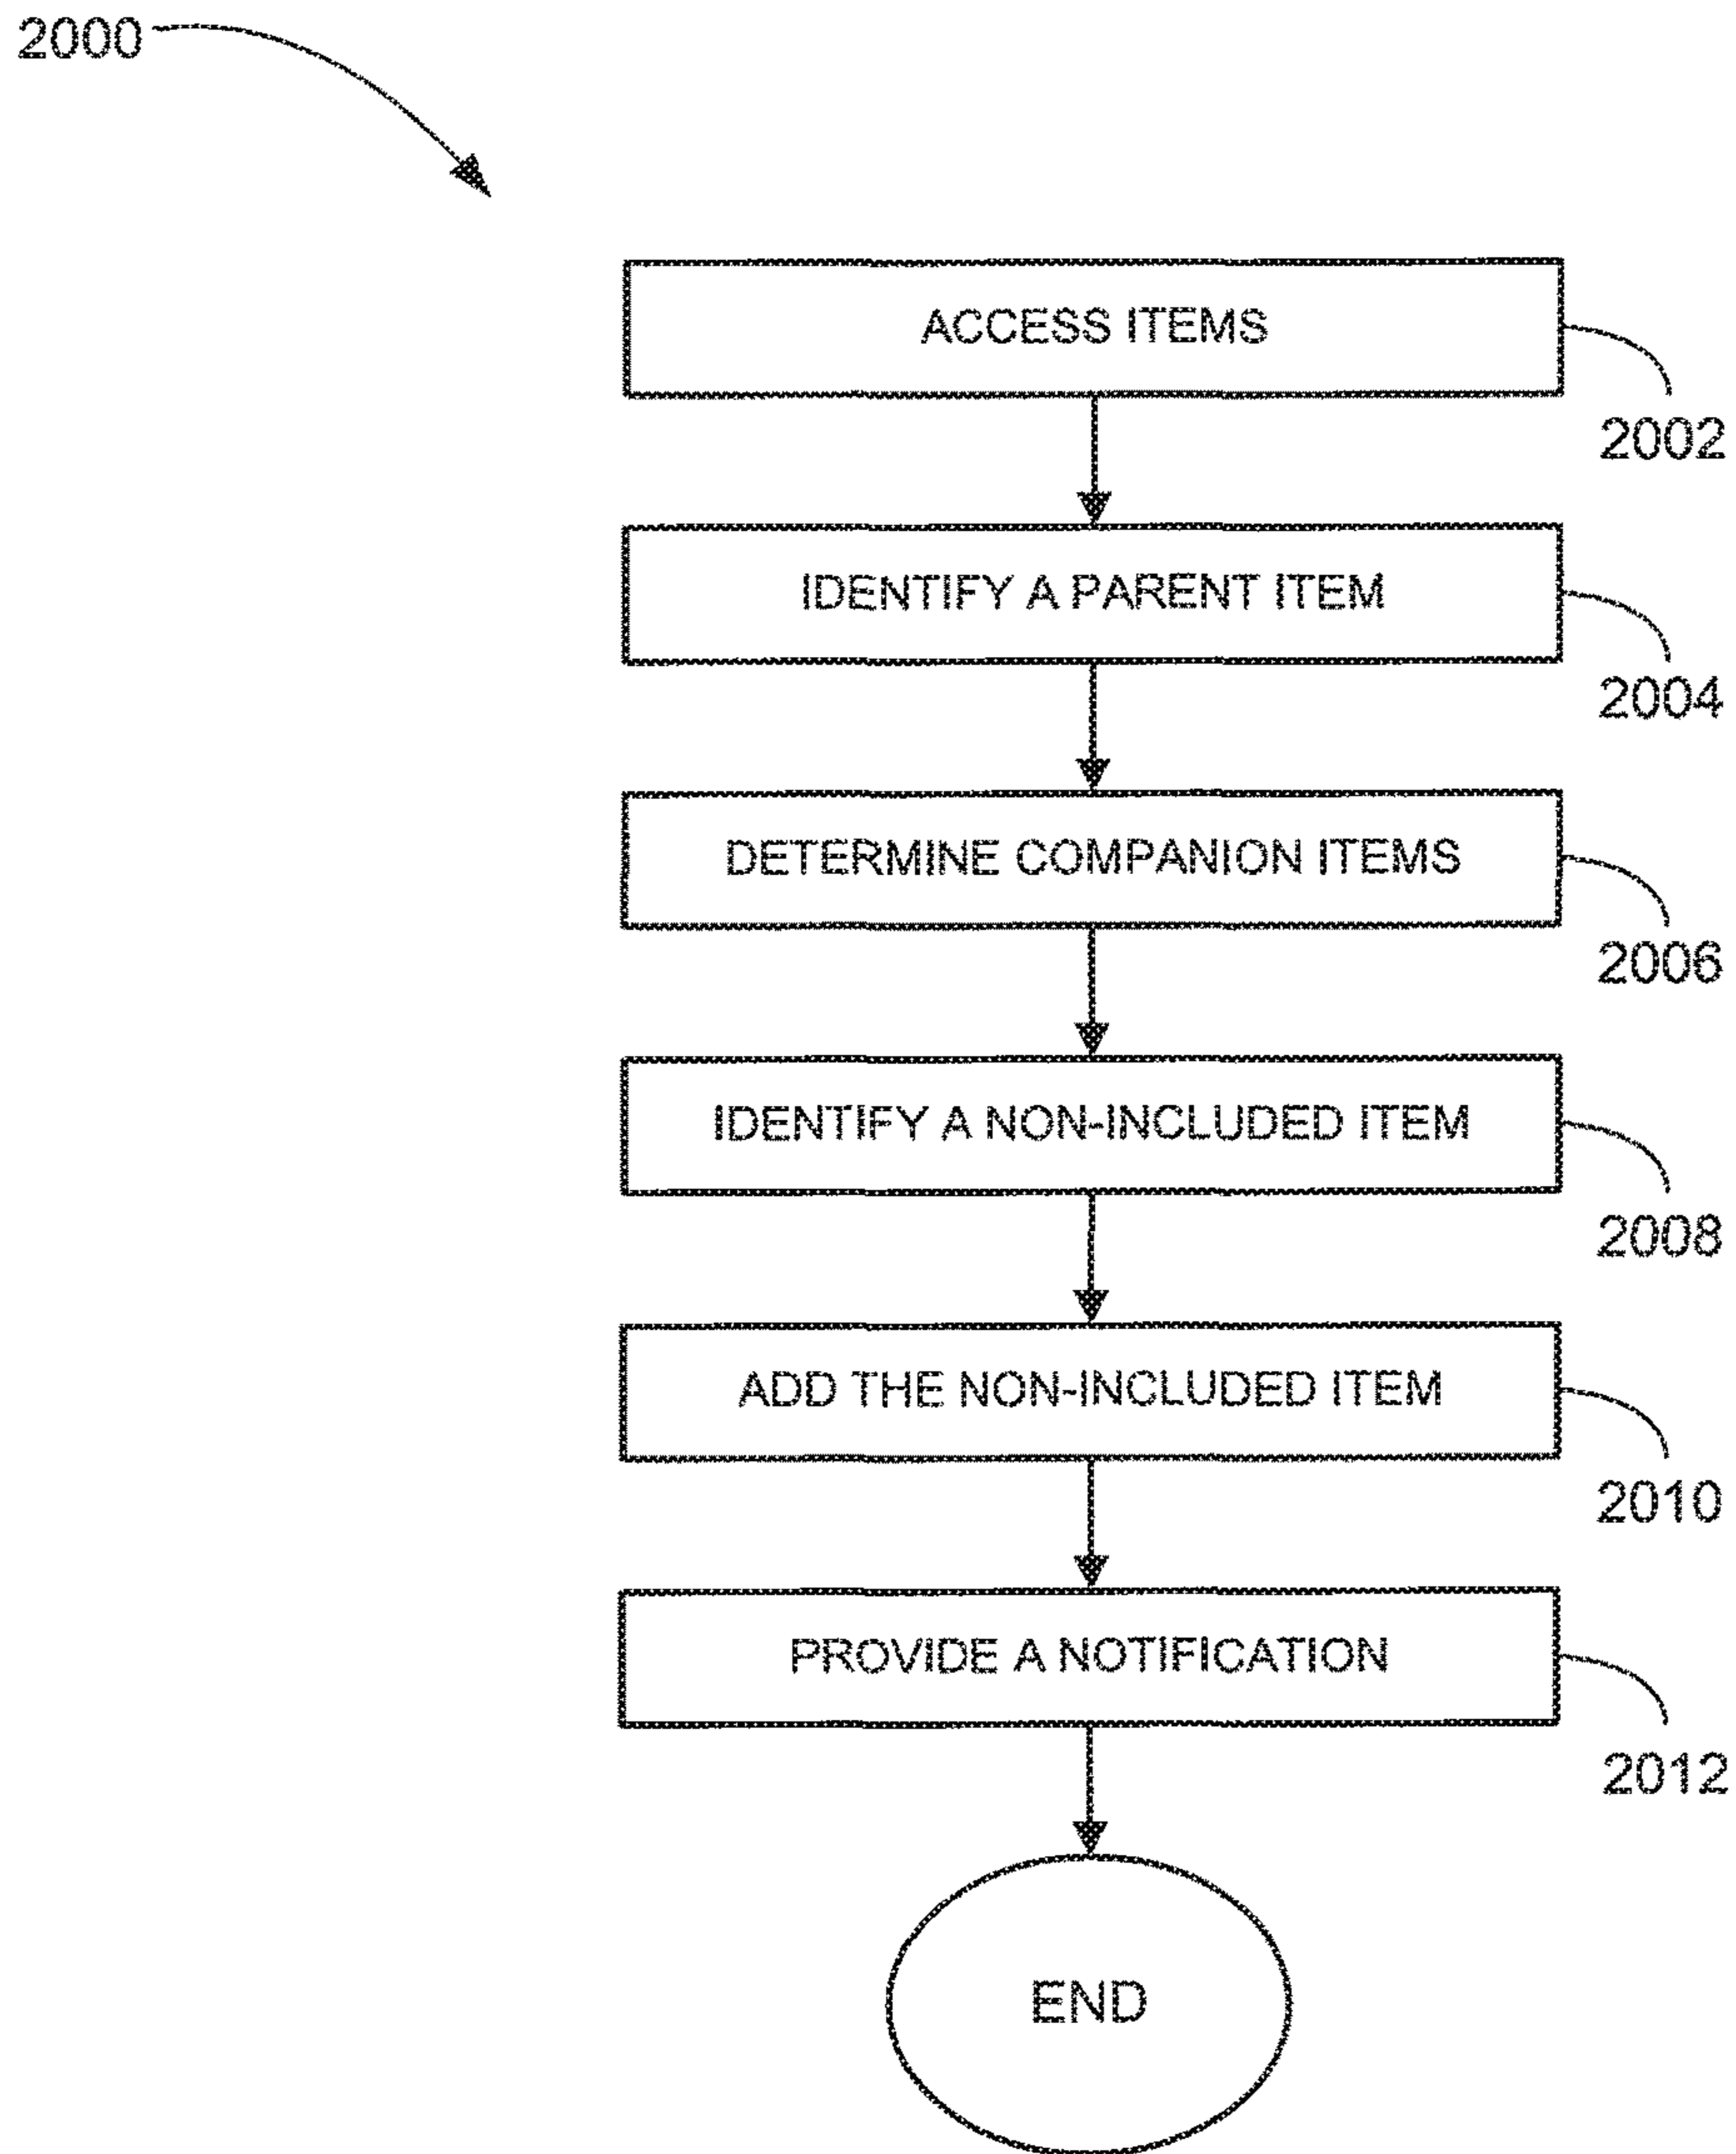 2000
ACCESS ITEMS
2002
IDENTIFY A PARENT ITEM
2004
DETERMINE COMPANION ITEMS
2006
IDENTIFY A NON-INCLUDED ITEM
2008
ADD THE NON-INCLUDED ITEM
2010
PROVIDE A NOTIFICATION
2012
END